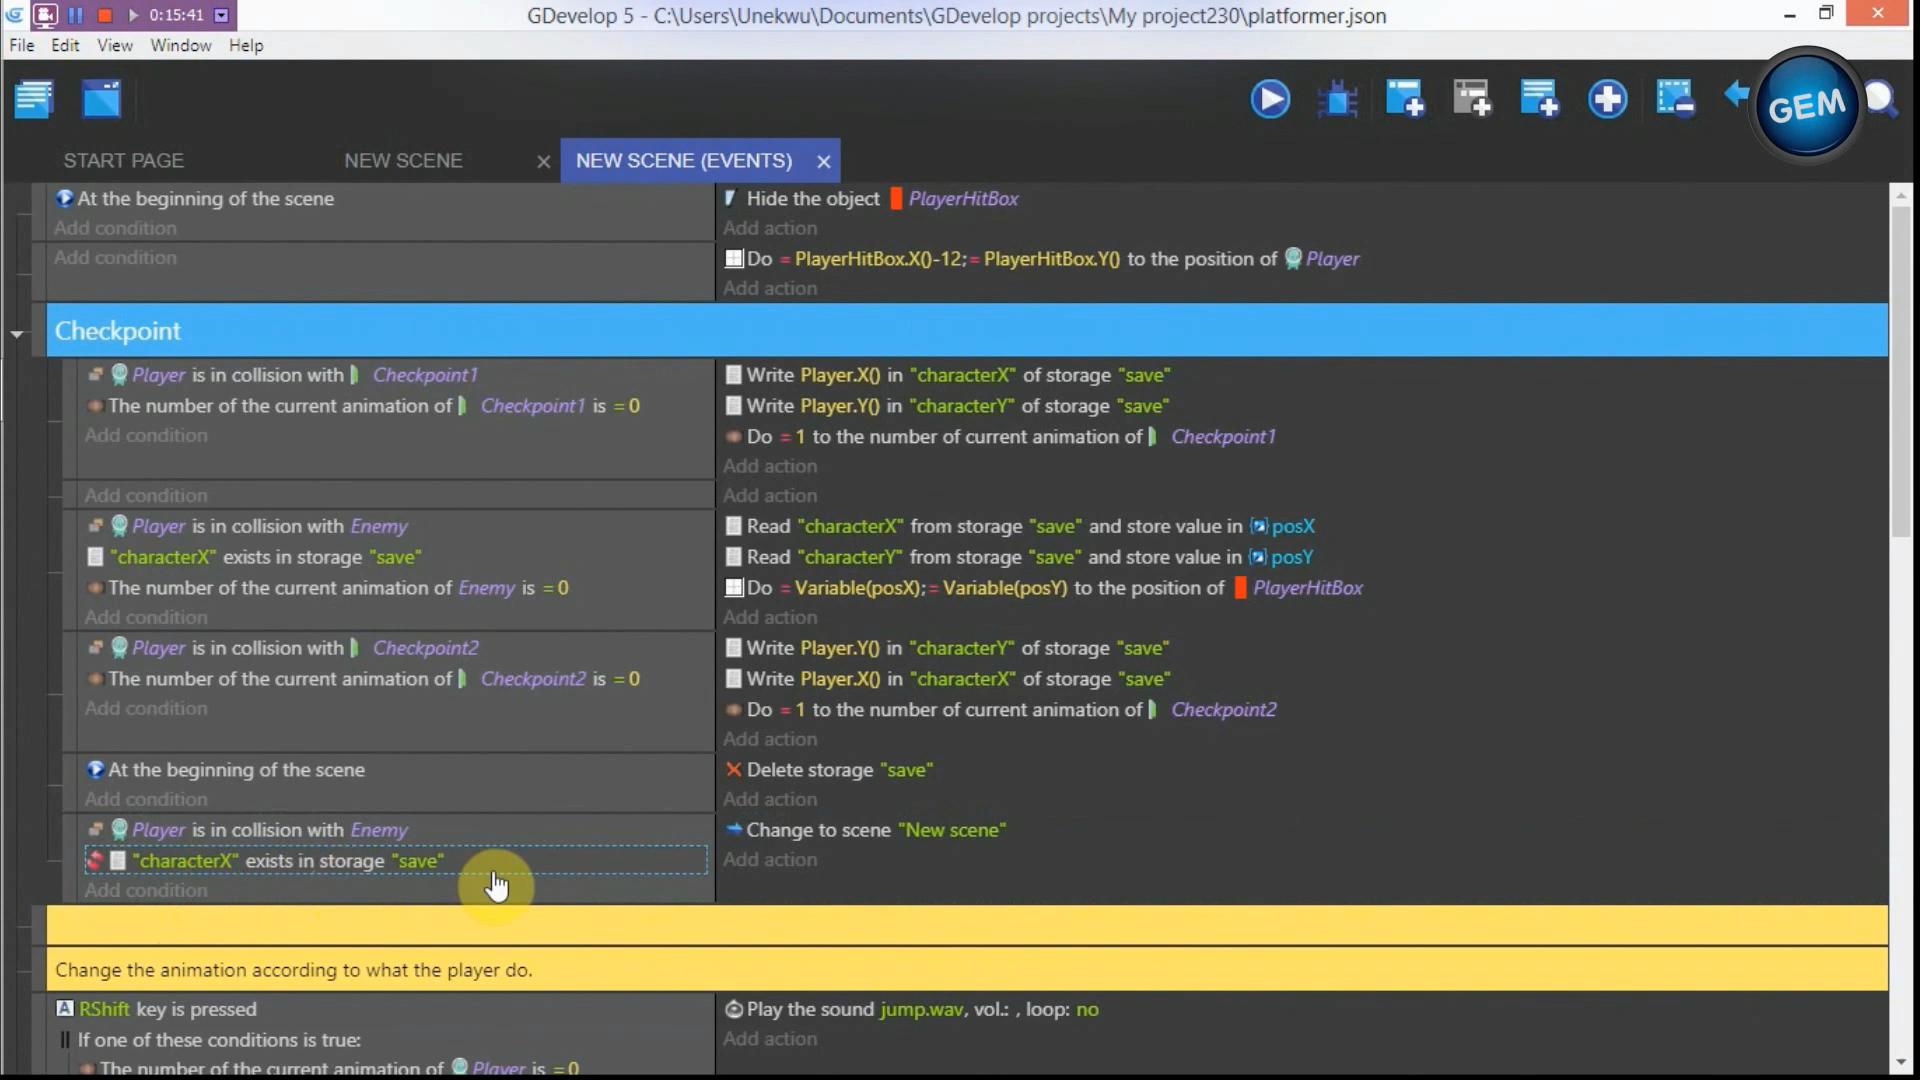 0:15:41
GDevelop 5 - C:\Users\Unekwu\Documents\GDevelop projects\My project230\platformer.json
File Edit View Window Help
GEM
START PAGE NEW SCENE NEW SCENE (EVENTS)
At the beginning of the scene
Hide the object PlayerHitBox
Add condition
Add action
Add condition
Do = PlayerHitBox.X()-12;= PlayerHitBox.Y() to the position of Player
Add action
Checkpoint
Player is in collision with Checkpoint1
Write Player.X() in "characterX" of storage "save"
The number of the current animation of Checkpoint1 is = 0
Write Player.Y() in "characterY" of storage "save"
Add condition
Do = 1 to the number of current animation of Checkpoint1
Add action
Add condition
Add action
Player is in collision with Enemy
Read "characterX" from storage "save" and store value in posX
"characterX" exists in storage "save"
Read "characterY" from storage "save" and store value in posY
The number of the current animation of Enemy is = 0
Do = Variable(posX);= Variable(posY) to the position of PlayerHitBox
Add condition
Add action
Player is in collision with Checkpoint2
Write Player.Y() in "characterY" of storage "save"
The number of the current animation of Checkpoint2 is = 0
Write Player.X() in "characterX" of storage "save"
Add condition
Do = 1 to the number of current animation of Checkpoint2
Add action
At the beginning of the scene
Delete storage "save"
Add condition
Add action
Player is in collision with Enemy
Change to scene "New scene"
"characterX" exists in storage "save"
Add action
Add condition
Change the animation according to what the player do.
RShift key is pressed
Play the sound jump.wav, vol.: , loop: no
If one of these conditions is true:
Add action
The number of the current animation of Player is = 0